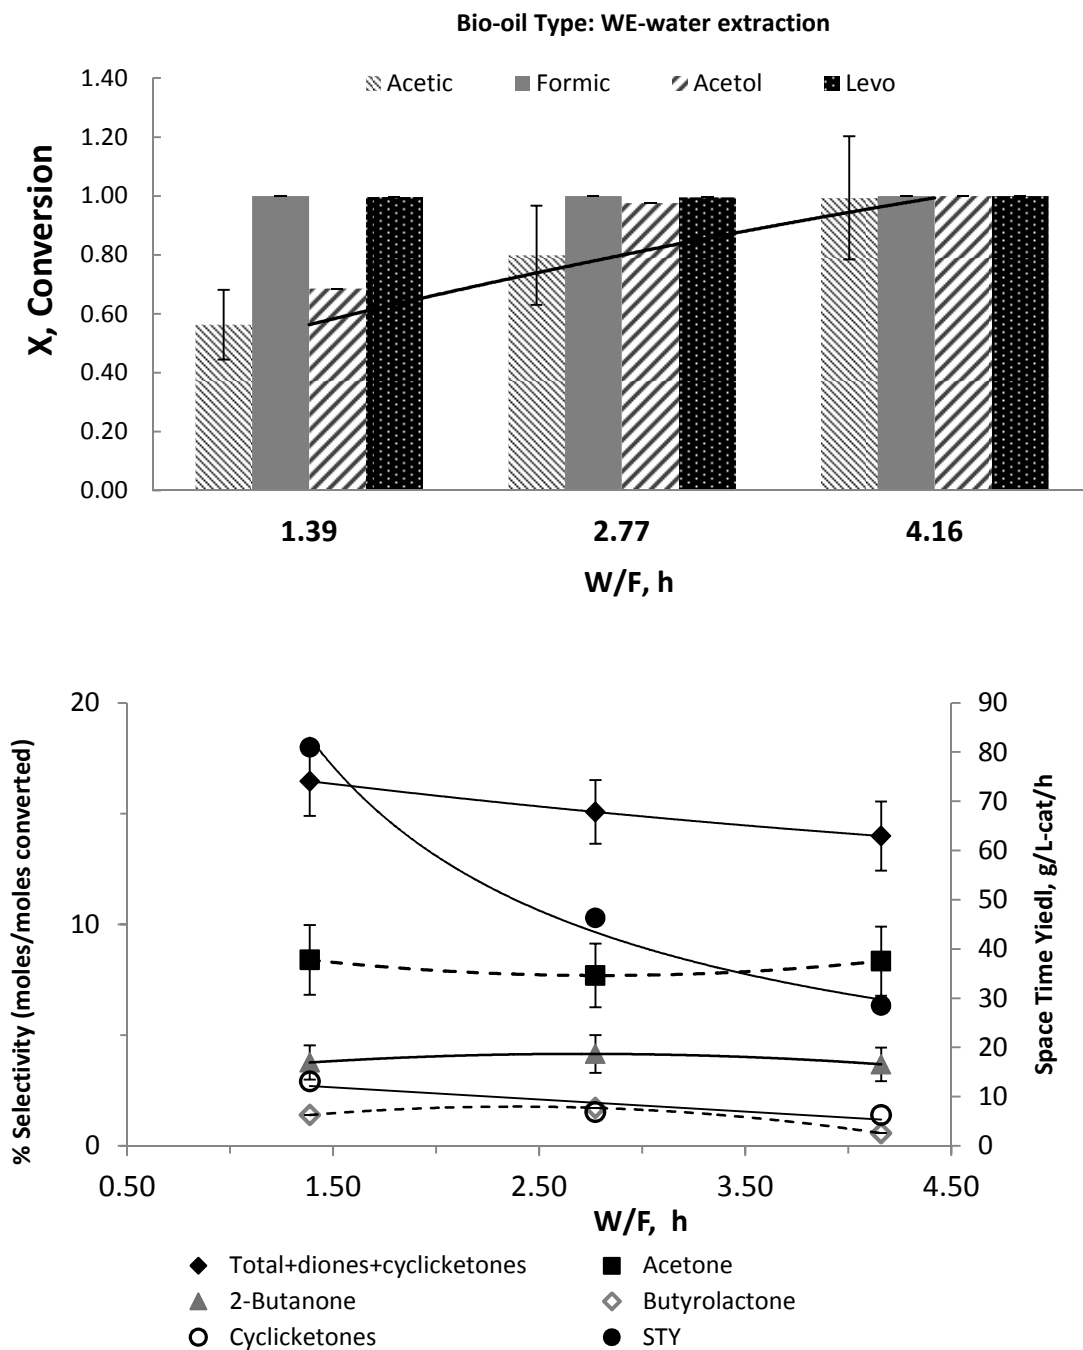 Bio-oil Type: WE-water extraction
X, Conversion
1.40
1.20
1.00
0.80
0.60
0.40
0.20
0.00
Acetic Formic Acetol Levo
1.39 2.77 4.16
W/F, h
% Selectivity (moles/moles converted)
20
10
0
90
80
70
60
50
40
30
20
10
0
Space Time Yiedl, g/L-cat/h
0.50 1.50 2.50 3.50 4.50
W/F, h
Total+diones+cyclicketones Acetone
2-Butanone Butyrolactone
Cyclicketones STY